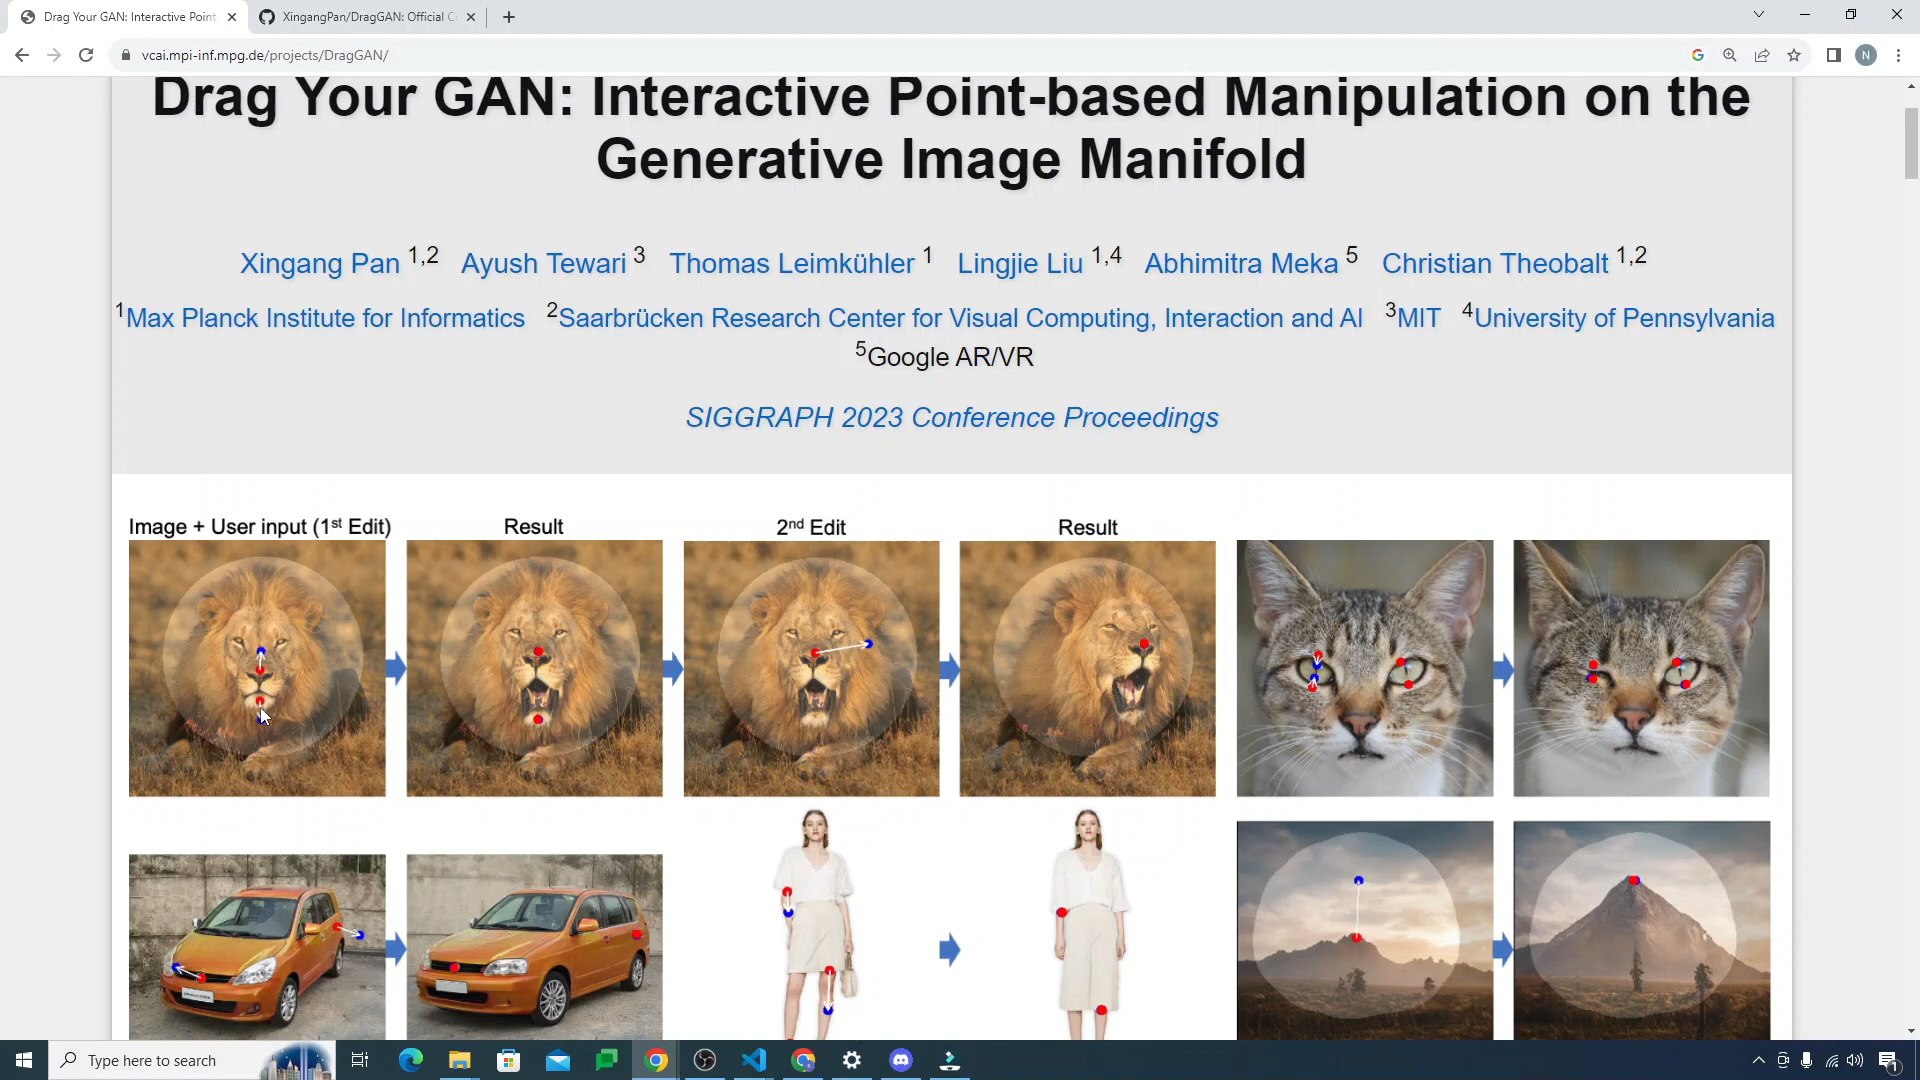 Drag Your GAN: Interactive Point
XingangPan/DragGAN: Official C
vcai.mpi-inf.mpg.de/projects/DragGAN/
N
Drag Your GAN: Interactive Point-based Manipulation on the
Generative Image Manifold
Xingang Pan 1,2 Ayush Tewari 3 Thomas Leimkühler 1 Lingjie Liu 1,4 Abhimitra Meka 5 Christian Theobalt 1,2
1Max Planck Institute for Informatics 2Saarbrücken Research Center for Visual Computing, Interaction and AI 3MIT 4University of Pennsylvania
5Google AR/VR
SIGGRAPH 2023 Conference Proceedings
Image + User input (1st Edit) Result 2nd Edit Result
Type here to search
1